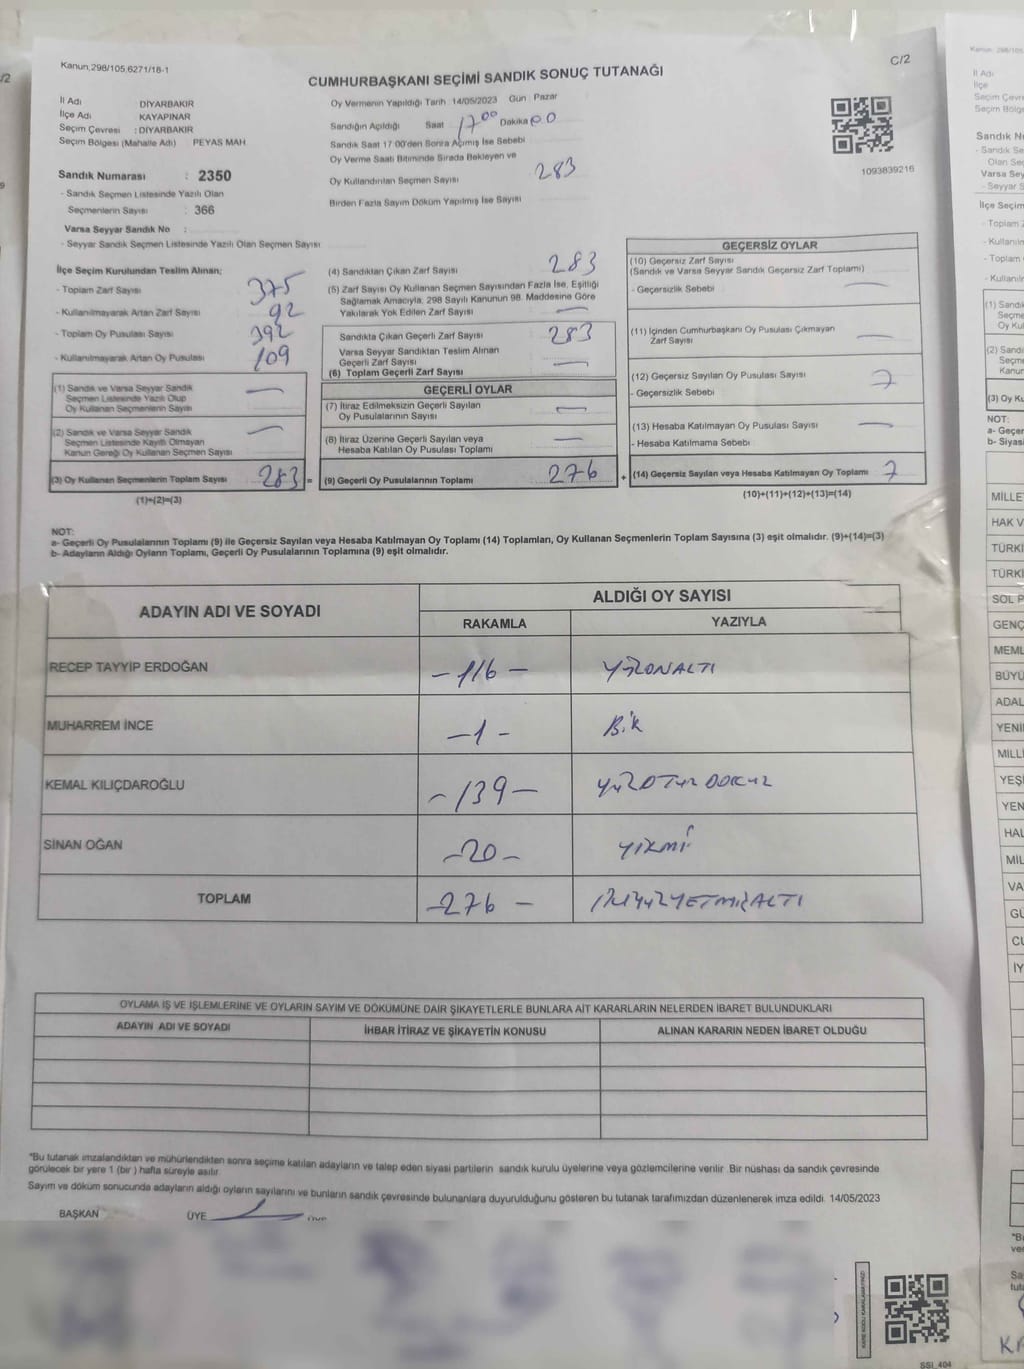 Kanun,298/105,6271/18-1
C/2
CUMHURBAŞKANI SEÇİMİ SANDIK SONUÇ TUTANAĞI
İl Adı DİYARBAKIR
İlçe Adı KAYAPINAR
Seçim Çevresi : DİYARBAKIR
Seçim Bölgesi (Mahalle Adı) PEYAS MAH.
Sandık Numarası : 2350
- Sandık Seçmen Listesinde Yazılı Olan
Seçmenlerin Sayısı : 366
Varsa Seyyar Sandık No :
- Seyyar Sandık Seçmen Listesinde Yazılı Olan Seçmen Sayısı
Oy Vermenin Yapıldığı Tarih 14/05/2023 Gün Pazar
Sandığın Açıldığı Saat 17 00 Dakika 00
Sandık Saat 17 00'den Sonra Açılmış İse Sebebi
Oy Verme Saati Bitiminde Sırada Bekleyen ve
Oy Kullandırılan Seçmen Sayısı 283
Birden Fazla Sayım Döküm Yapılmış İse Sayısı
1093839216
İlçe Seçim Kurulundan Teslim Alınan;
- Toplam Zarf Sayısı 375
- Kullanılmayarak Artan Zarf Sayısı 92
- Toplam Oy Pusulası Sayısı 392
- Kullanılmayarak Artan Oy Pusulası 109
(1) Sandık ve Varsa Seyyar Sandık
Seçmen Listesinde Yazılı Olup
Oy Kullanan Seçmenlerin Sayısı —
(2) Sandık ve Varsa Seyyar Sandık
Seçmen Listesinde Kayıtlı Olmayan
Kanun Gereği Oy Kullanan Seçmen Sayısı —
(3) Oy Kullanan Seçmenlerin Toplam Sayısı 283 =
(1)+(2)=(3)
(4) Sandıktan Çıkan Zarf Sayısı 283
(5) Zarf Sayısı Oy Kullanan Seçmen Sayısından Fazla İse, Eşitliği
Sağlamak Amacıyla, 298 Sayılı Kanunun 98. Maddesine Göre
Yakılarak Yok Edilen Zarf Sayısı —
Sandıkta Çıkan Geçerli Zarf Sayısı 283
Varsa Seyyar Sandıktan Teslim Alınan
Geçerli Zarf Sayısı —
(6) Toplam Geçerli Zarf Sayısı
GEÇERLİ OYLAR
(7) İtiraz Edilmeksizin Geçerli Sayılan
Oy Pusulalarının Sayısı —
(8) İtiraz Üzerine Geçerli Sayılan veya
Hesaba Katılan Oy Pusulası Toplamı —
(9) Geçerli Oy Pusulalarının Toplamı 276 +
GEÇERSİZ OYLAR
(10) Geçersiz Zarf Sayısı
(Sandık ve Varsa Seyyar Sandık Geçersiz Zarf Toplamı)
- Geçersizlik Sebebi —
(11) İçinden Cumhurbaşkanı Oy Pusulası Çıkmayan
Zarf Sayısı —
(12) Geçersiz Sayılan Oy Pusulası Sayısı 7
- Geçersizlik Sebebi
(13) Hesaba Katılmayan Oy Pusulası Sayısı —
- Hesaba Katılmama Sebebi
(14) Geçersiz Sayılan veya Hesaba Katılmayan Oy Toplamı 7
(10)+(11)+(12)+(13)=(14)
NOT:
a- Geçerli Oy Pusulalarının Toplamı (9) ile Geçersiz Sayılan veya Hesaba Katılmayan Oy Toplamı (14) Toplamları, Oy Kullanan Seçmenlerin Toplam Sayısına (3) eşit olmalıdır. (9)+(14)=(3)
b- Adayların Aldığı Oyların Toplamı, Geçerli Oy Pusulalarının Toplamına (9) eşit olmalıdır.
ADAYIN ADI VE SOYADI
ALDIĞI OY SAYISI
RAKAMLA YAZIYLA
RECEP TAYYİP ERDOĞAN – 116 – YÜZONALTI
MUHARREM İNCE – 1 – BİR
KEMAL KILIÇDAROĞLU – 139 – YÜZOTUZDOKUZ
SİNAN OĞAN – 20 – YİRMİ
TOPLAM – 276 – İKİYÜZYETMİŞALTI
OYLAMA İŞ VE İŞLEMLERİNE VE OYLARIN SAYIM VE DÖKÜMÜNE DAİR ŞİKAYETLERLE BUNLARA AİT KARARLARIN NELERDEN İBARET BULUNDUKLARI
ADAYIN ADI VE SOYADI İHBAR İTİRAZ VE ŞİKAYETİN KONUSU ALINAN KARARIN NEDEN İBARET OLDUĞU
*Bu tutanak imzalandıktan ve mühürlendikten sonra seçime katılan adayların ve talep eden siyasi partilerin sandık kurulu üyelerine veya gözlemcilerine verilir. Bir nüshası da sandık çevresinde
görülecek bir yere 1 (bir ) hafta süreyle asılır.
Sayım ve döküm sonucunda adayların aldığı oyların sayılarını ve bunların sandık çevresinde bulunanlara duyurulduğunu gösteren bu tutanak tarafımızdan düzenlenerek imza edildi. 14/05/2023
BAŞKAN ÜYE
SSI_404